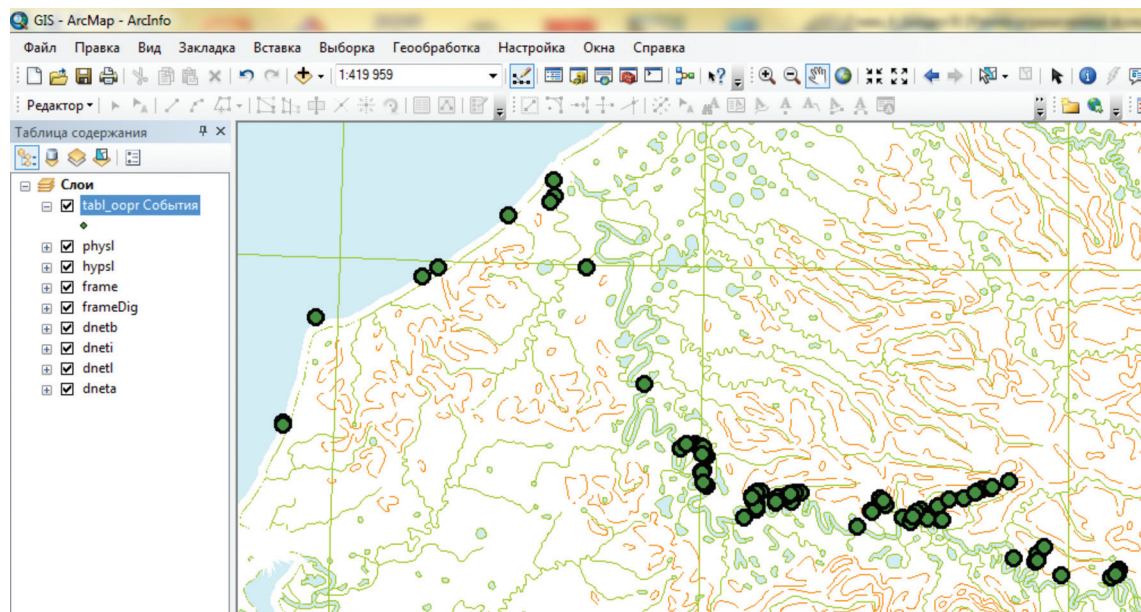 GIS - ArcMap - ArcInfo
Файл Правка Вид Закладка Вставка Выборка Геообработка Настройка Окна Справка
1:419 959
Редактор
Таблица содержания
Слои
tabl_oopr События
physl
hypsl
frame
frameDig
dnetb
dneti
dnetl
dneta